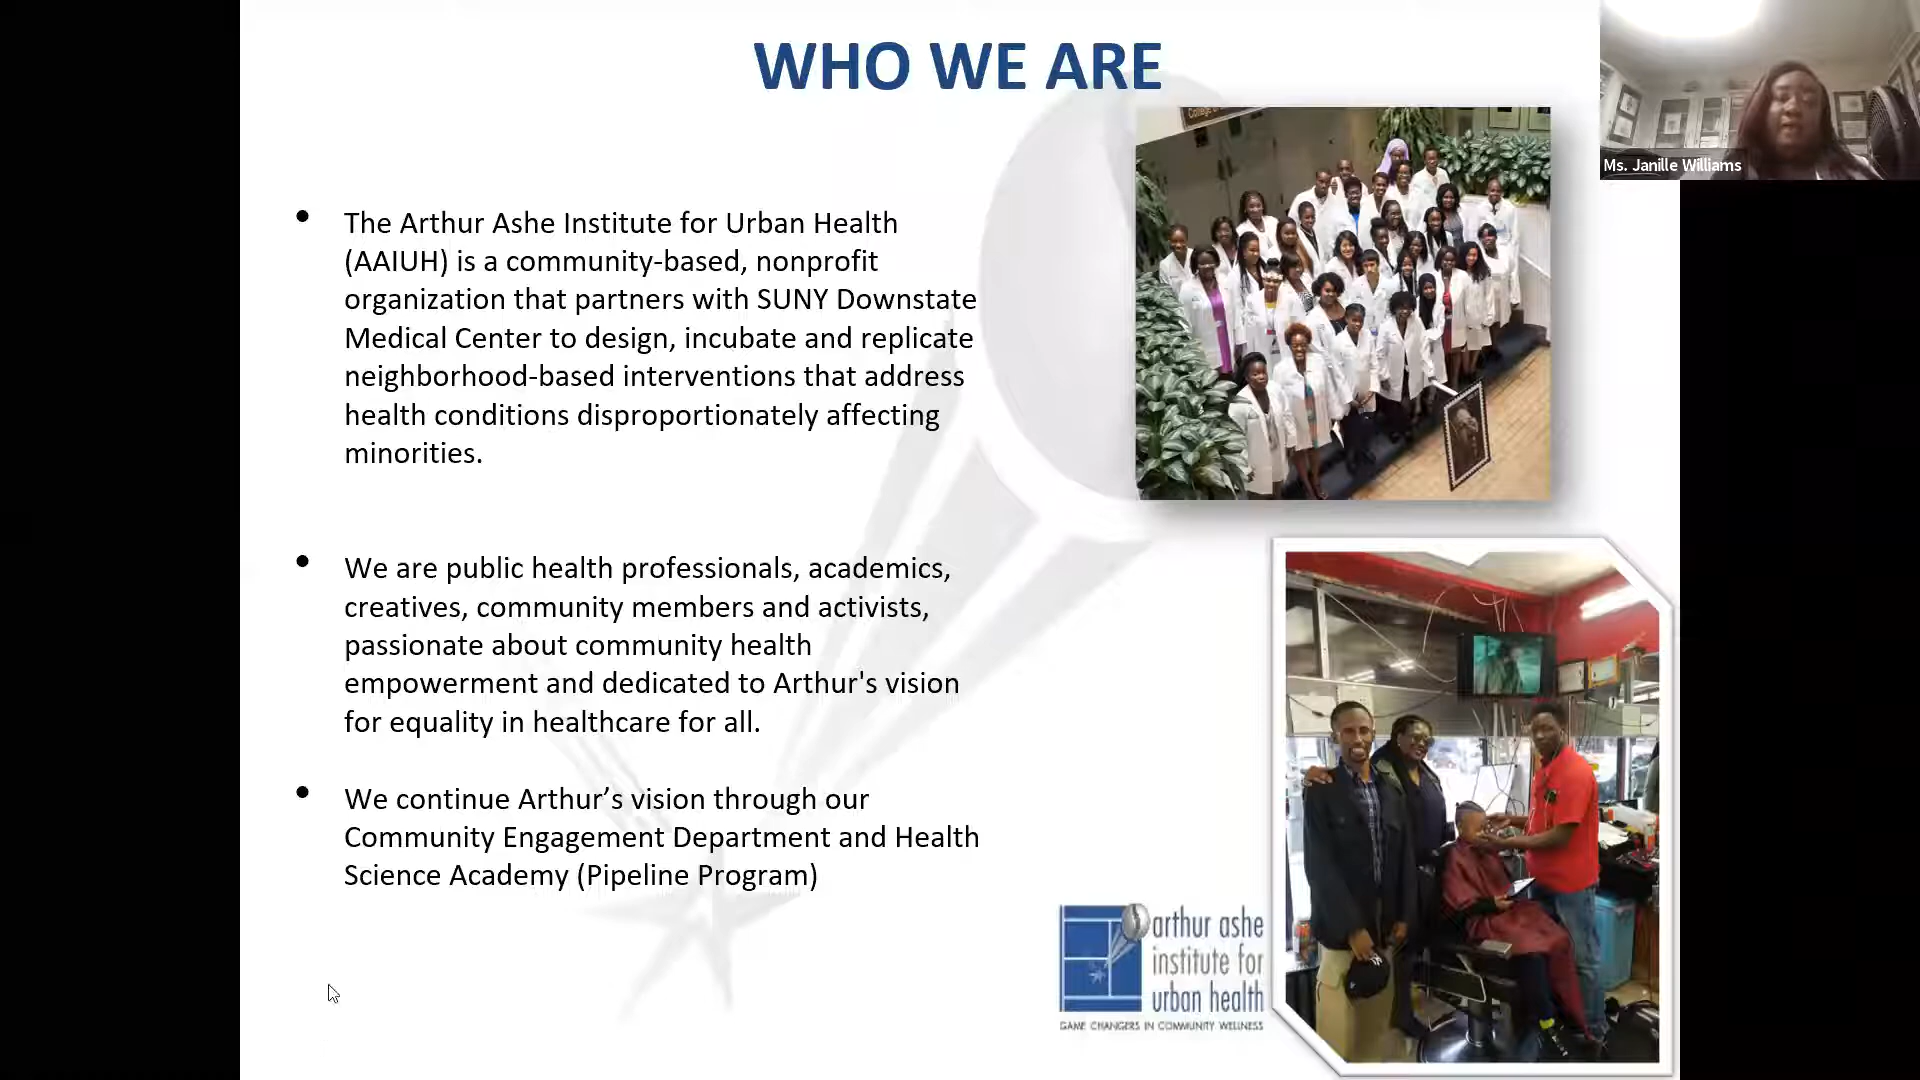 WHO WE ARE
Ms. Janille Williams
• The Arthur Ashe Institute for Urban Health
(AAIUH) is a community-based, nonprofit
organization that partners with SUNY Downstate
Medical Center to design, incubate and replicate
neighborhood-based interventions that address
health conditions disproportionately affecting
minorities.
• We are public health professionals, academics,
creatives, community members and activists,
passionate about community health
empowerment and dedicated to Arthur's vision
for equality in healthcare for all.
• We continue Arthur’s vision through our
Community Engagement Department and Health
Science Academy (Pipeline Program)
arthur ashe
institute for
urban health
GAME CHANGERS IN COMMUNITY WELLNESS